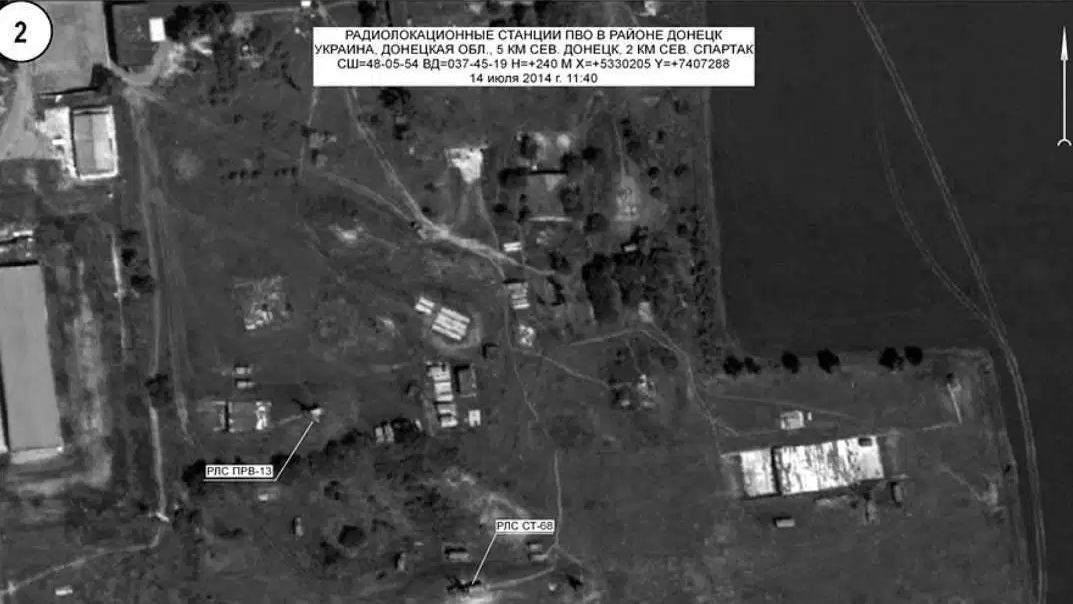 2
РАДИОЛОКАЦИОННЫЕ СТАНЦИИ ПВО В РАЙОНЕ ДОНЕЦК
УКРАИНА, ДОНЕЦКАЯ ОБЛ., 5 КМ СЕВ. ДОНЕЦК, 2 КМ СЕВ. СПАРТАК
СШ=48-05-54 ВД=037-45-19 H=+240 М X=+5330205 Y=+7407288
14 июля 2014 г. 11:40
РЛС ПРВ-13
РЛС СТ-68